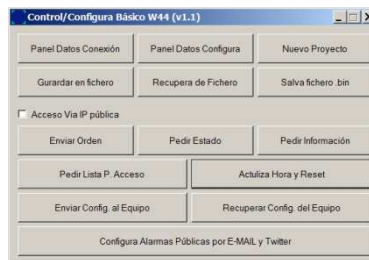 Control/Configura Básico W44 (v1.1)
Panel Datos Conexión Panel Datos Configura Nuevo Proyecto
Gurardar en fichero Recupera de Fichero Salva fichero .bin
Acceso Via IP pública
Enviar Orden Pedir Estado Pedir Información
Pedir Lista P. Acceso Actuliza Hora y Reset
Enviar Config. al Equipo Recuperar Config. del Equipo
Configura Alarmas Públicas por E-MAIL y Twitter